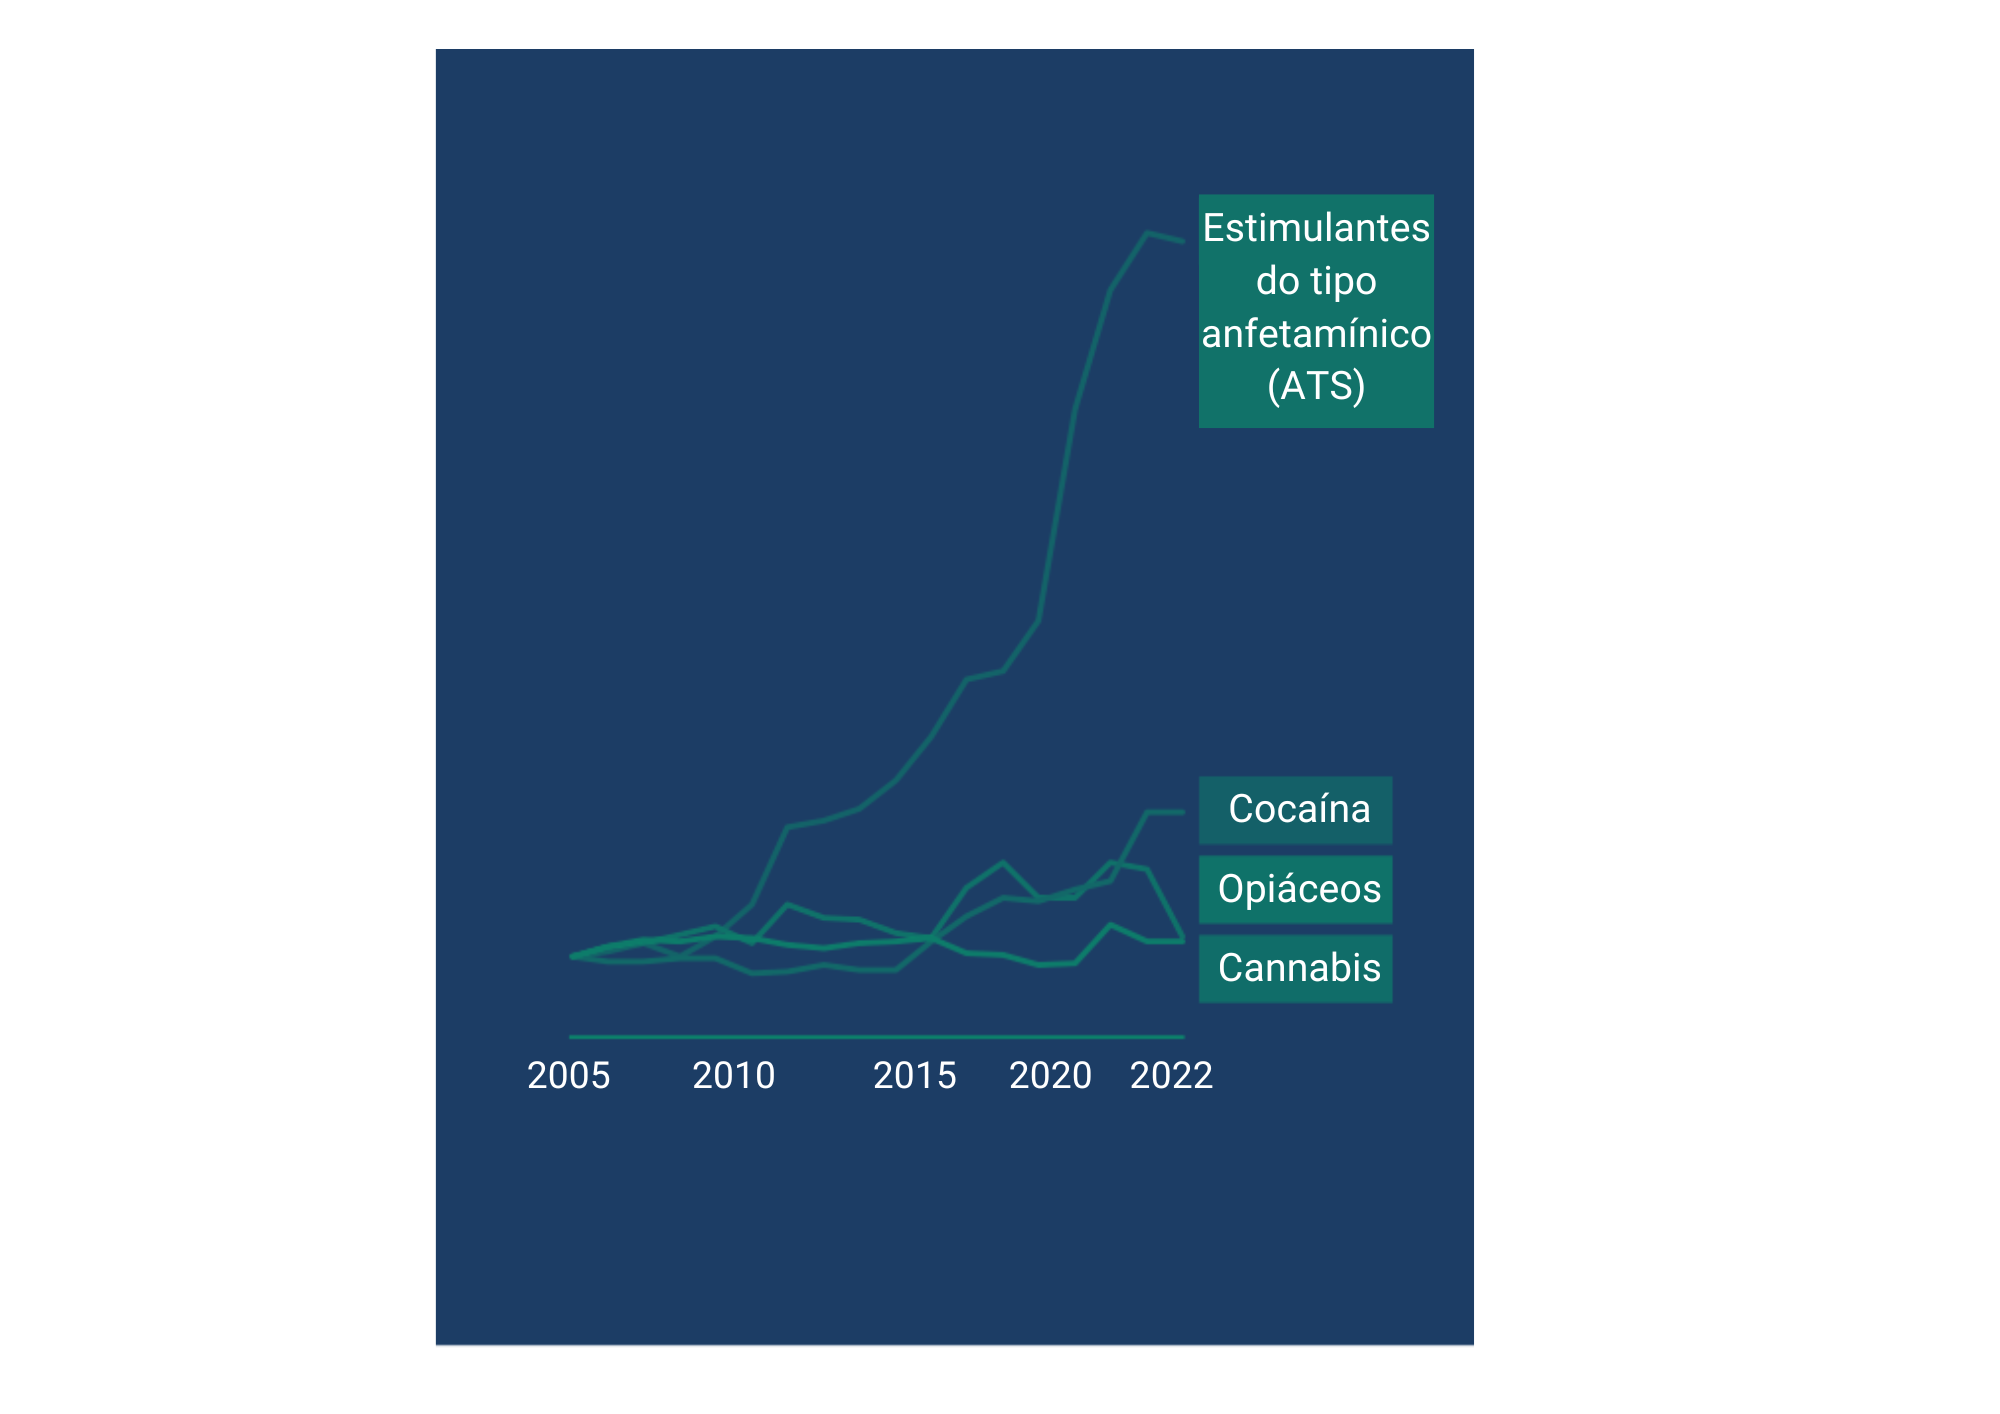 Estimulantes
do tipo
anfetamínico
(ATS)
Cocaína
Opiáceos
Cannabis
2005 2010 2015 2020 2022